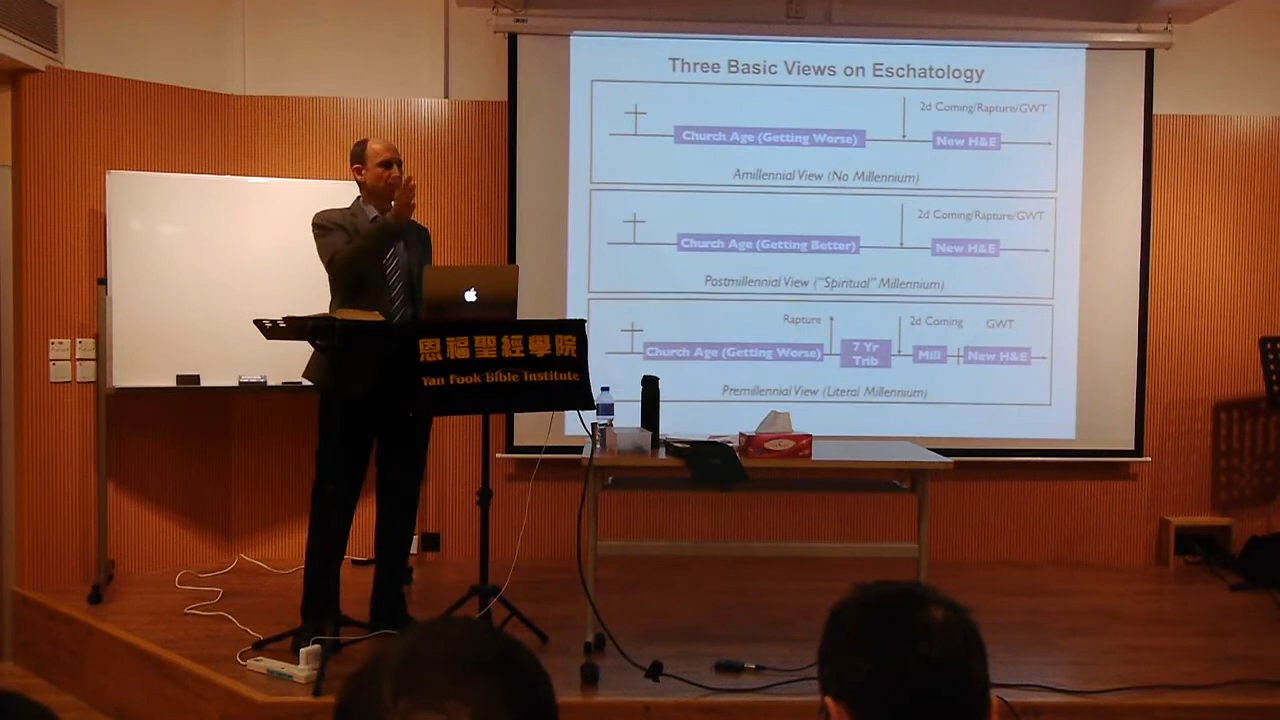 Three Basic Views on Eschatology
2d Coming/Rapture/GWT
Church Age (Getting Worse)
New H&E
Amillennial View (No Millennium)
2d Coming/Rapture/GWT
Church Age (Getting Better)
New H&E
Postmillennial View ("Spiritual" Millennium)
Rapture
2d Coming
GWT
Church Age (Getting Worse)
7 Yr
Trib
Mill
New H&E
Premillennial View (Literal Millennium)
恩福聖經學院
Yan Fook Bible Institute